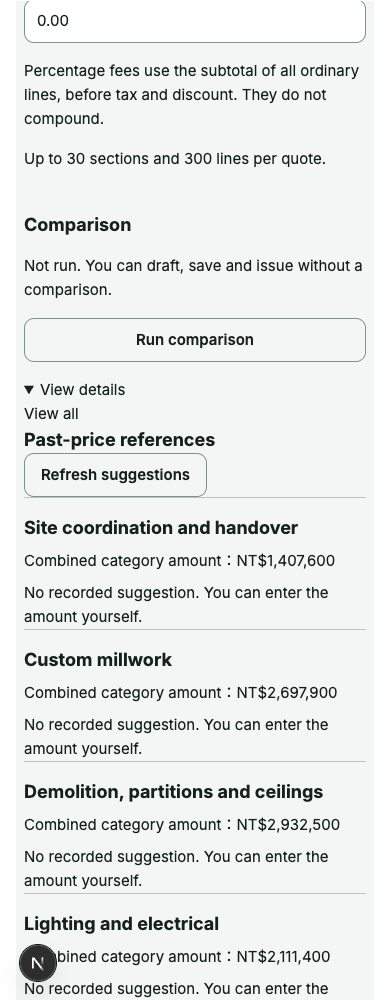 0.00
Percentage fees use the subtotal of all ordinary
lines, before tax and discount. They do not
compound.
Up to 30 sections and 300 lines per quote.
Comparison
Not run. You can draft, save and issue without a
comparison.
Run comparison
▼ View details
View all
Past-price references
Refresh suggestions
Site coordination and handover
Combined category amount：NT$1,407,600
No recorded suggestion. You can enter the
amount yourself.
Custom millwork
Combined category amount：NT$2,697,900
No recorded suggestion. You can enter the
amount yourself.
Demolition, partitions and ceilings
Combined category amount：NT$2,932,500
No recorded suggestion. You can enter the
amount yourself.
Lighting and electrical
N
bined category amount：NT$2,111,400
No recorded suggestion. You can enter the